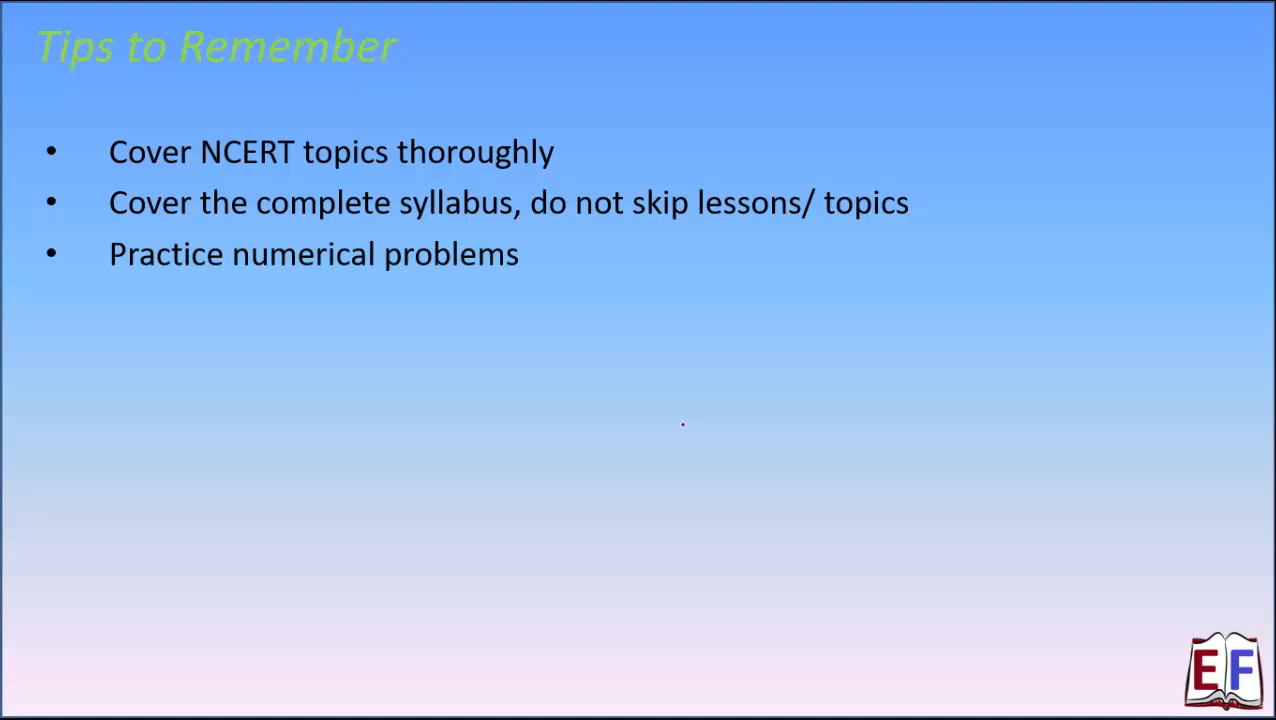 Tips to Remember
• Cover NCERT topics thoroughly
• Cover the complete syllabus, do not skip lessons/ topics
• Practice numerical problems
EF